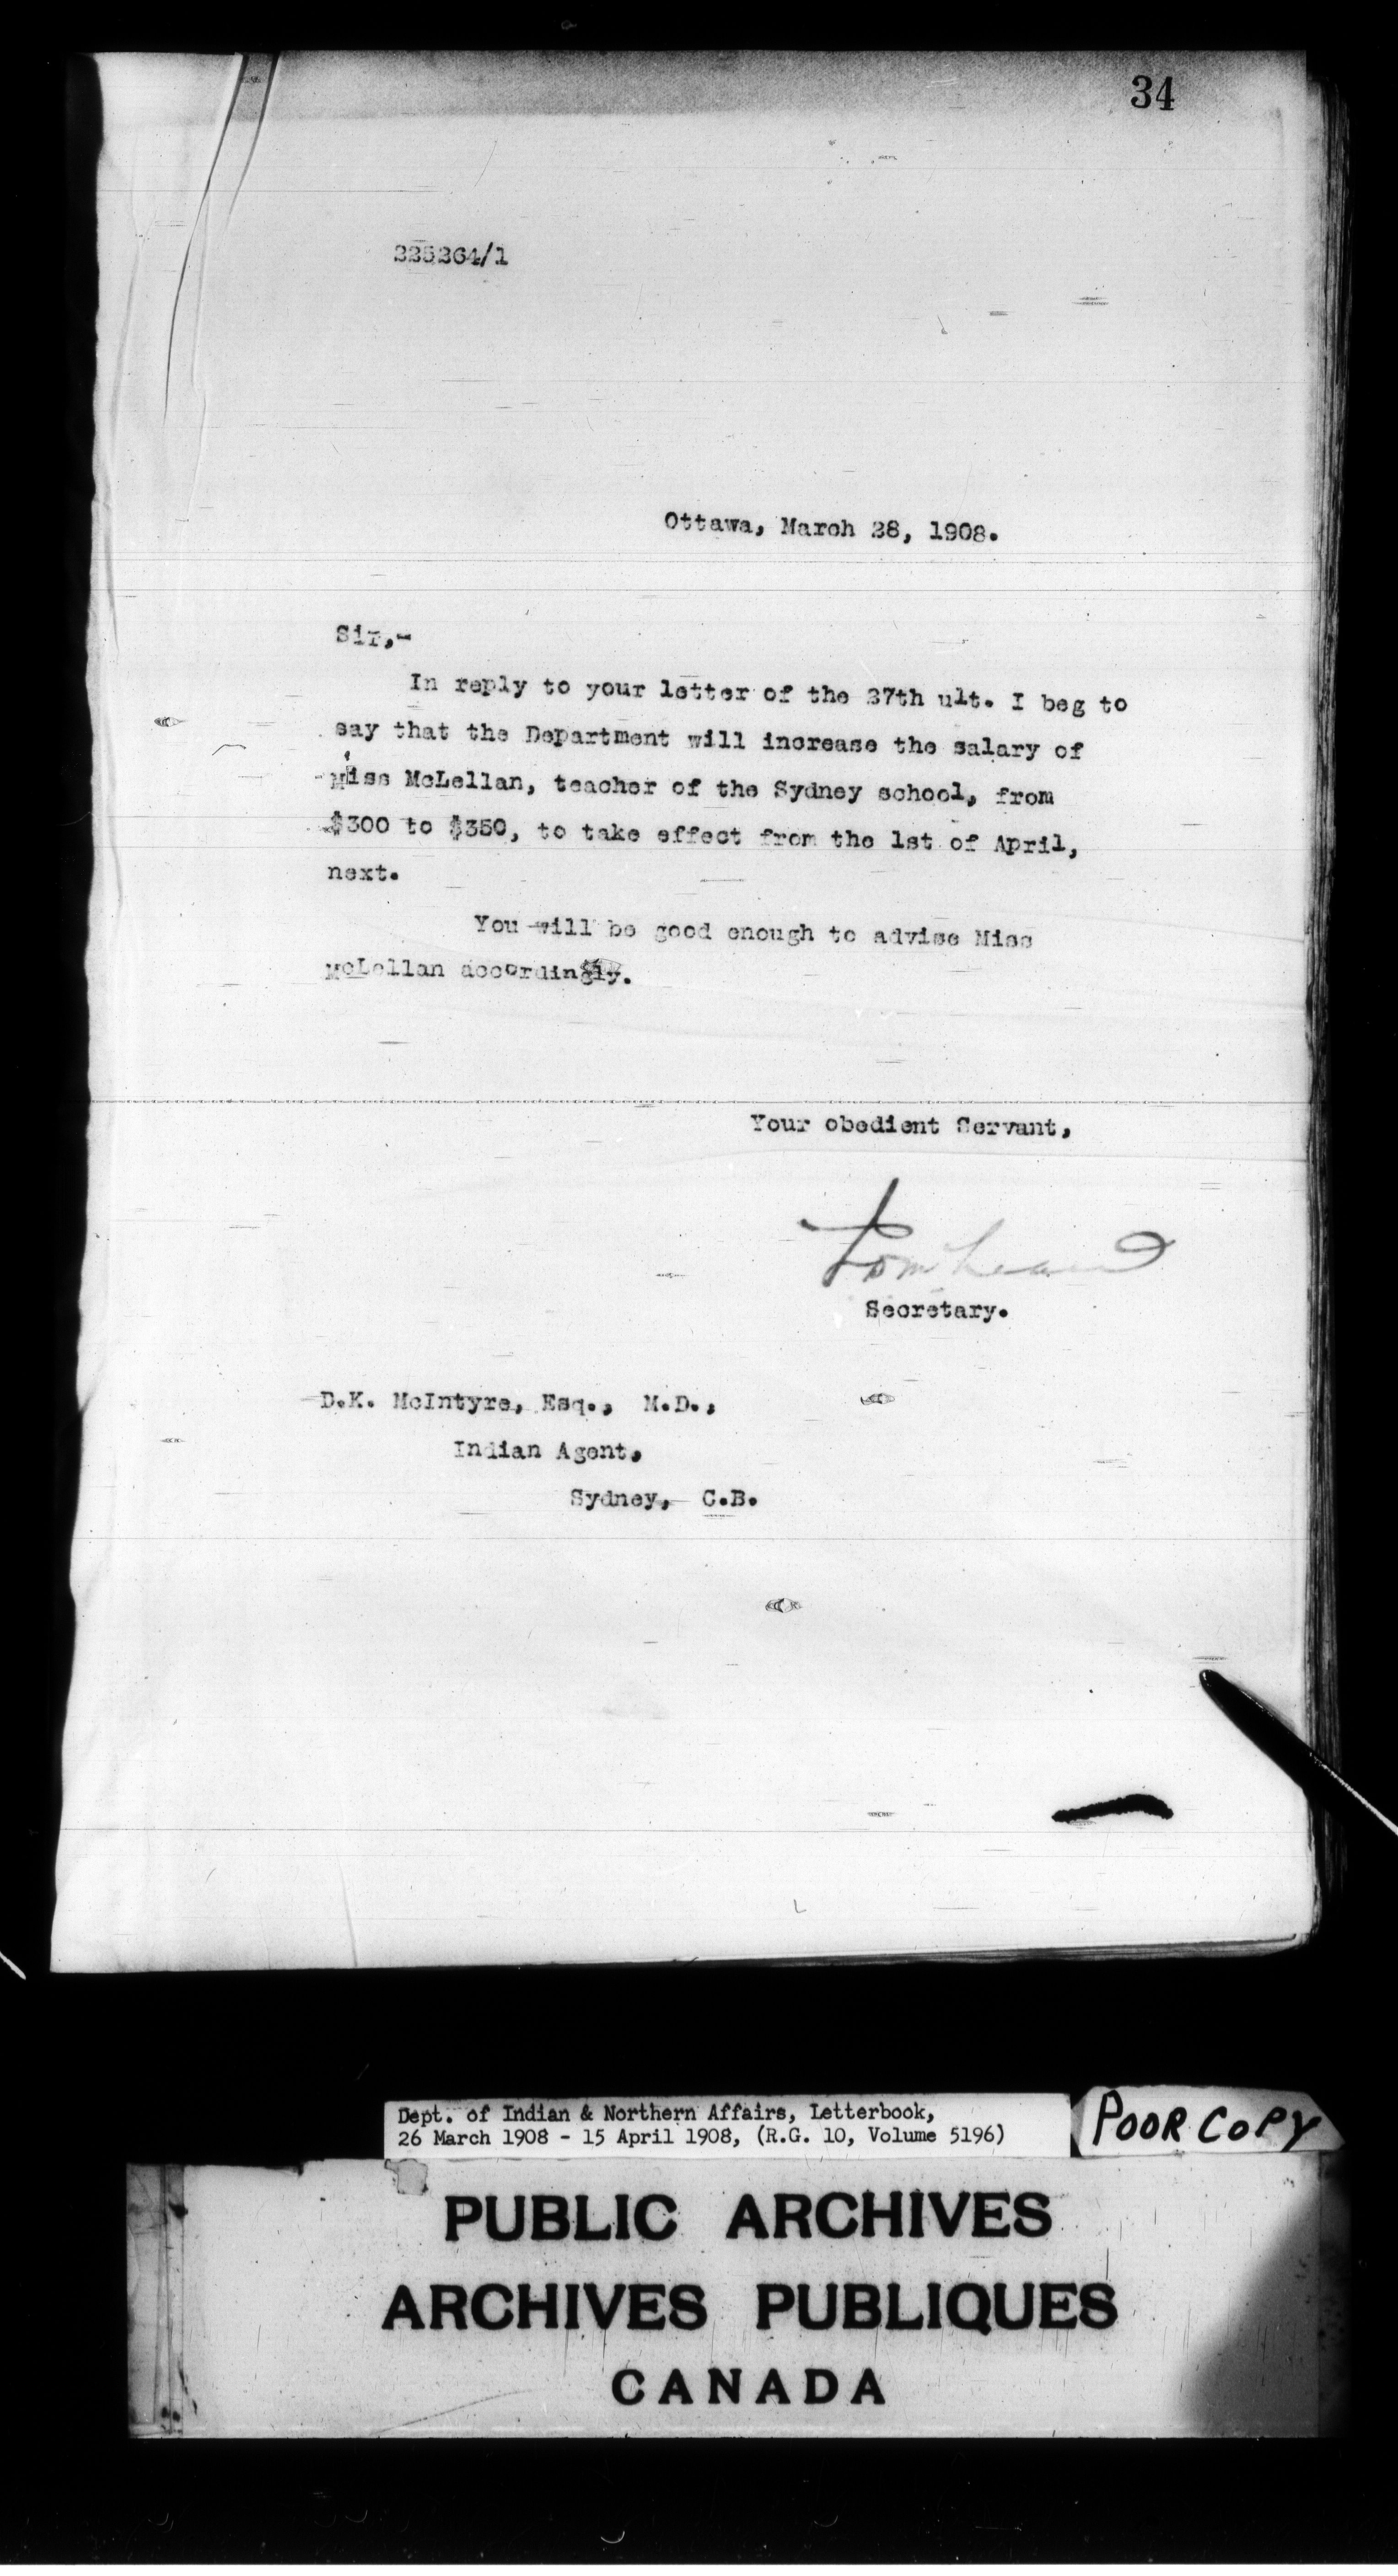 34
225264/1
Ottawa, March 28, 1908.
Sir,-
In reply to your letter of the 27th ult. I beg to
say that the Department will increase the salary of
Miss McLellan, teacher of the Sydney school, from
$300 to $350, to take effect from the 1st of April,
next.
You will be good enough to advise Miss
McLellan accordingly.
Your obedient Servant,
Secretary.
D.K. McIntyre, Esq., M.D.,
Indian Agent,
Sydney, C.B.
Dept. of Indian & Northern Affairs, Letterbook,
26 March 1908 - 15 April 1908, (R.G. 10, Volume 5196)
POOR COPY
PUBLIC ARCHIVES
ARCHIVES PUBLIQUES
CANADA